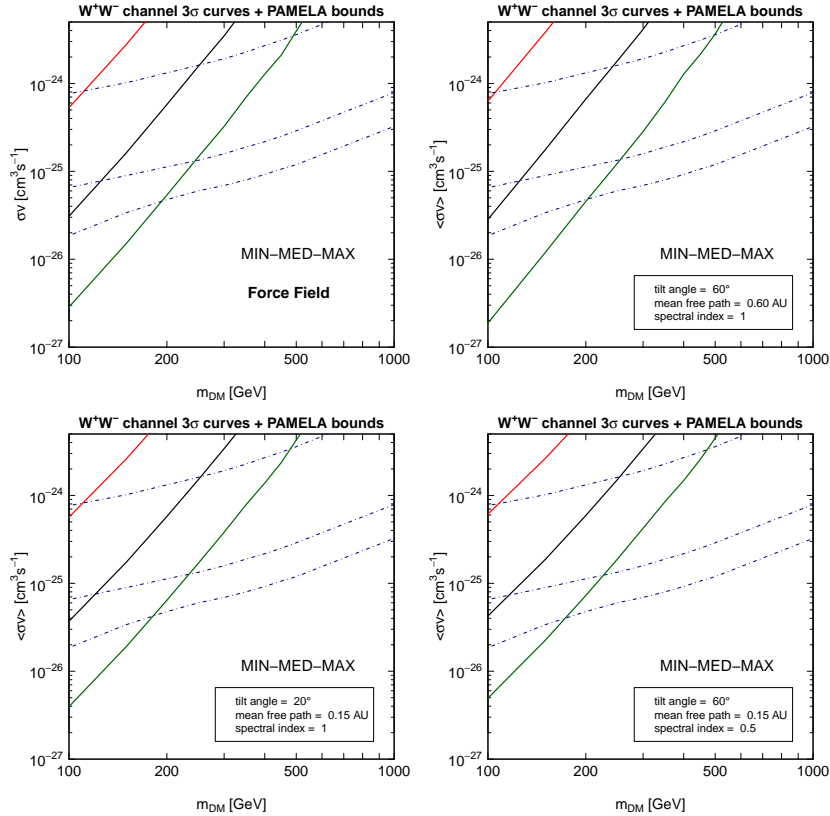 W⁺W⁻ channel 3σ curves + PAMELA bounds
σv [cm³s⁻¹]
10⁻²⁴
10⁻²⁵
10⁻²⁶
10⁻²⁷
MIN−MED−MAX
Force Field
100 200 500 1000
m_DM [GeV]
W⁺W⁻ channel 3σ curves + PAMELA bounds
<σv> [cm³s⁻¹]
10⁻²⁴
10⁻²⁵
10⁻²⁶
10⁻²⁷
MIN−MED−MAX
tilt angle = 60°
mean free path = 0.60 AU
spectral index = 1
100 200 500 1000
m_DM [GeV]
W⁺W⁻ channel 3σ curves + PAMELA bounds
<σv> [cm³s⁻¹]
10⁻²⁴
10⁻²⁵
10⁻²⁶
10⁻²⁷
MIN−MED−MAX
tilt angle = 20°
mean free path = 0.15 AU
spectral index = 1
100 200 500 1000
m_DM [GeV]
W⁺W⁻ channel 3σ curves + PAMELA bounds
<σv> [cm³s⁻¹]
10⁻²⁴
10⁻²⁵
10⁻²⁶
10⁻²⁷
MIN−MED−MAX
tilt angle = 60°
mean free path = 0.15 AU
spectral index = 0.5
100 200 500 1000
m_DM [GeV]